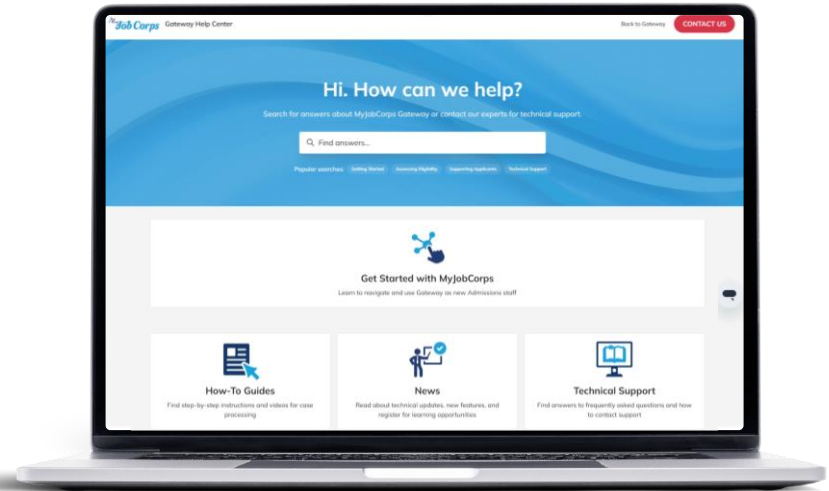 My Job Corps Gateway Help Center
Back to Gateway
CONTACT US
Hi. How can we help?
Search for answers about MyJobCorps Gateway or contact our experts for technical support.
Find answers...
Popular searches Getting Started Assessing Eligibility Supporting Applicants Technical Support
Get Started with MyJobCorps
Learn to navigate and use Gateway as new Admissions staff
How-To Guides
Find step-by-step instructions and videos for case
processing
News
Read about technical updates, new features, and
register for learning opportunities
Technical Support
Find answers to frequently asked questions and how
to contact support